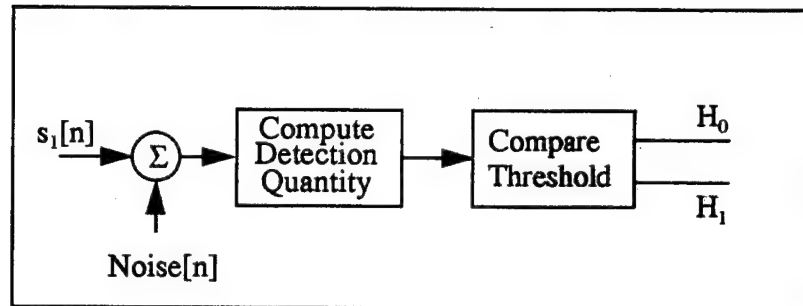 s₁[n]
Σ
Noise[n]
Compute
Detection
Quantity
Compare
Threshold
H₀
H₁